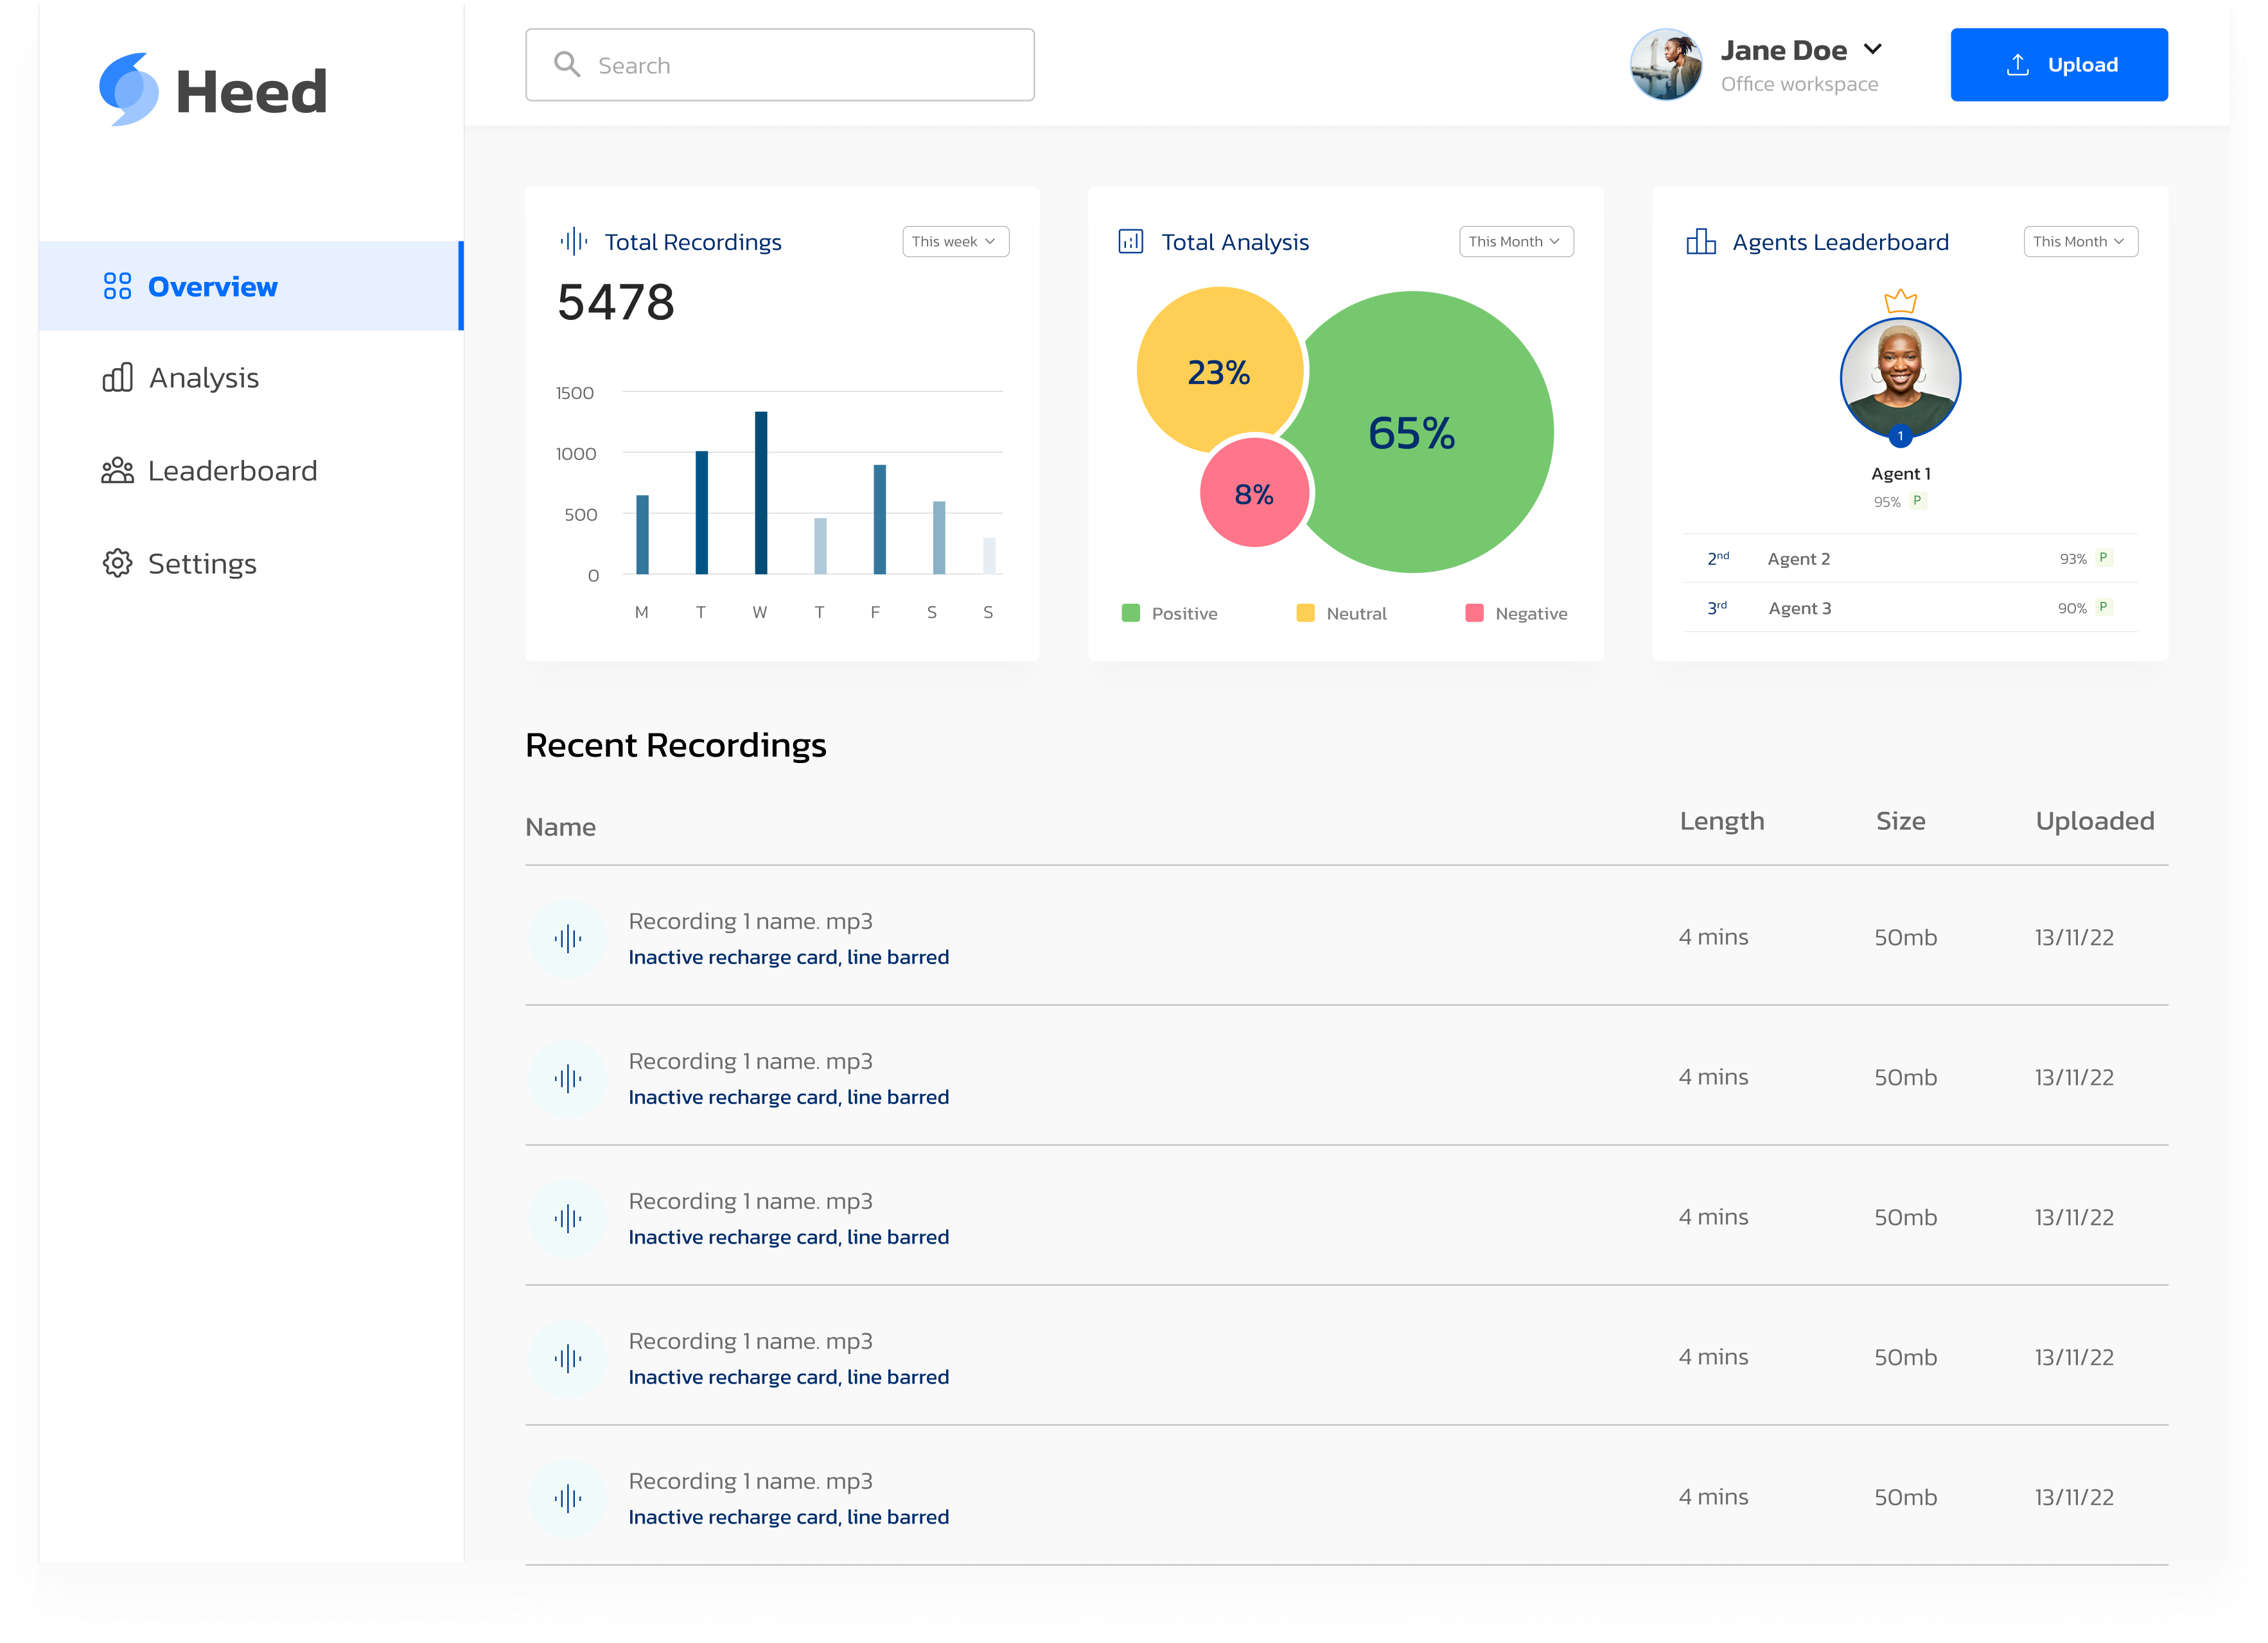 Heed
Search
Jane Doe
Office workspace
Upload
Overview
Analysis
Leaderboard
Settings
Total Recordings
This week
5478
1500
1000
500
0
M T W T F S S
Total Analysis
This Month
23%
65%
8%
Positive Neutral Negative
Agents Leaderboard
This Month
1
Agent 1
95% P
2nd Agent 2 93% P
3rd Agent 3 90% P
Recent Recordings
Name Length Size Uploaded
Recording 1 name. mp3
Inactive recharge card, line barred
4 mins 50mb 13/11/22
Recording 1 name. mp3
Inactive recharge card, line barred
4 mins 50mb 13/11/22
Recording 1 name. mp3
Inactive recharge card, line barred
4 mins 50mb 13/11/22
Recording 1 name. mp3
Inactive recharge card, line barred
4 mins 50mb 13/11/22
Recording 1 name. mp3
Inactive recharge card, line barred
4 mins 50mb 13/11/22